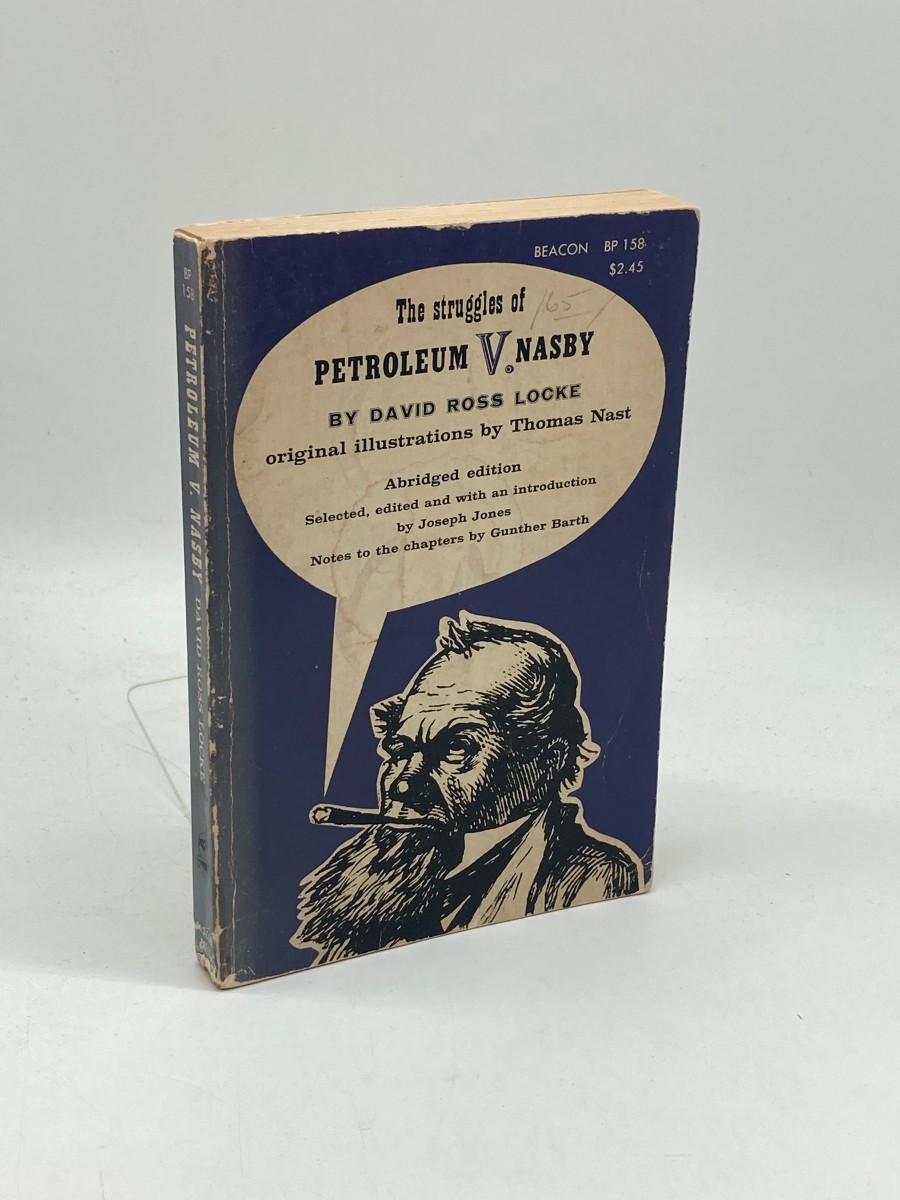 BEACON BP 158
$2.45
The struggles of
PETROLEUM V. NASBY
BY DAVID ROSS LOCKE
original illustrations by Thomas Nast
Abridged edition
Selected, edited and with an introduction
by Joseph Jones
Notes to the chapters by Gunther Barth
BP
158
PETROLEUM V. NASBY DAVID ROSS LOCKE